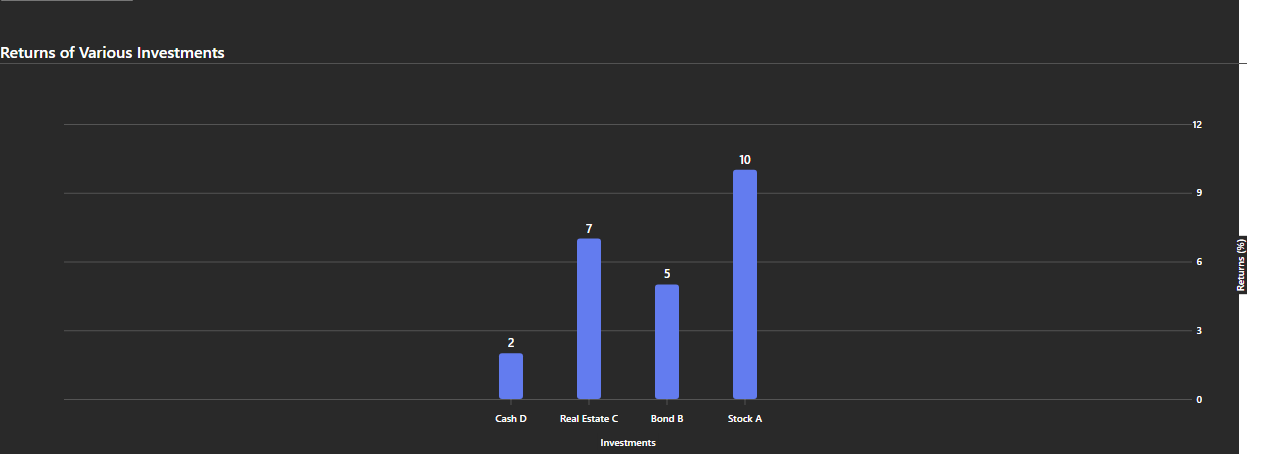 Returns of Various Investments
12
10
9
7
Returns (%)
6
5
3
2
0
Cash D
Real Estate C
Bond B
Stock A
Investments